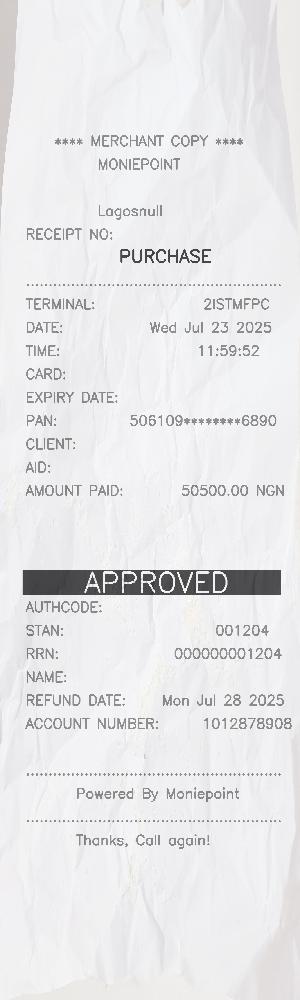 **** MERCHANT COPY ****
MONIEPOINT
Lagosnull
RECEIPT NO:
PURCHASE
TERMINAL: 2ISTMFPC
DATE: Wed Jul 23 2025
TIME: 11:59:52
CARD:
EXPIRY DATE:
PAN: 506109********6890
CLIENT:
AID:
AMOUNT PAID: 50500.00 NGN
APPROVED
AUTHCODE:
STAN: 001204
RRN: 000000001204
NAME:
REFUND DATE: Mon Jul 28 2025
ACCOUNT NUMBER: 1012878908
Powered By Moniepoint
Thanks, Call again!